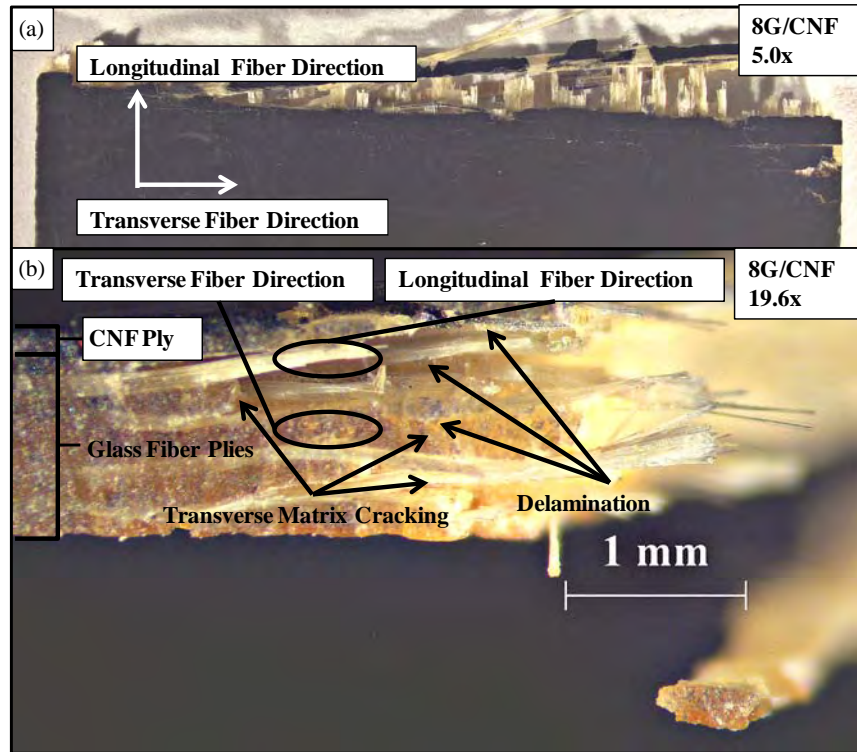 (a)
8G/CNF
5.0x
Longitudinal Fiber Direction
Transverse Fiber Direction
(b)
Transverse Fiber Direction
Longitudinal Fiber Direction
8G/CNF
19.6x
CNF Ply
Glass Fiber Plies
Transverse Matrix Cracking
Delamination
1 mm